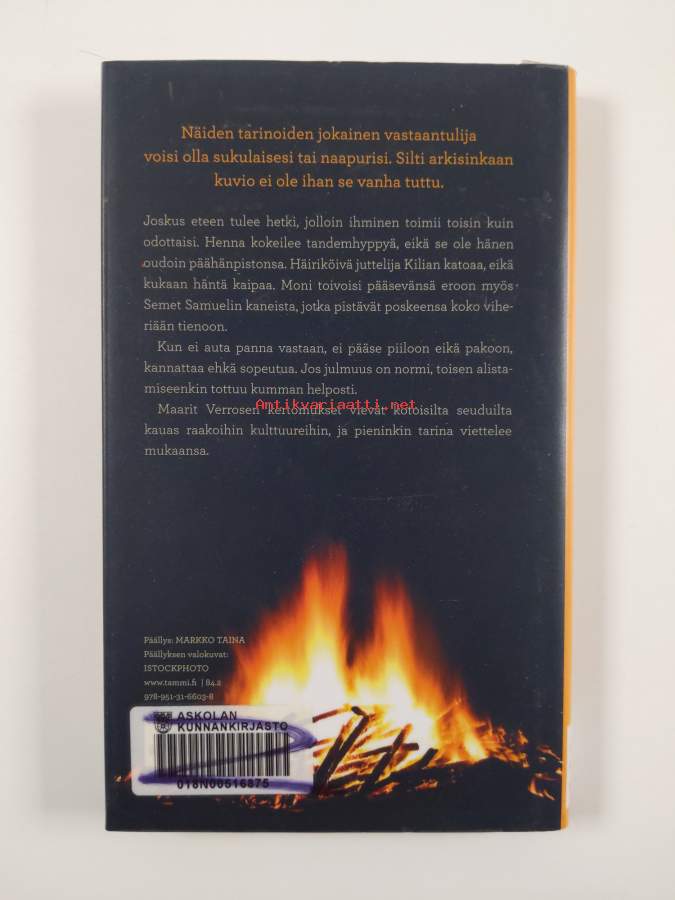 Näiden tarinoiden jokainen vastaantulija
voisi olla sukulaisesi tai naapurisi. Silti arkisinkaan
kuvio ei ole ihan se vanha tuttu.
Joskus eteen tulee hetki, jolloin ihminen toimii toisin kuin
odottaisi. Henna kokeilee tandemhyppyä, eikä se ole hänen
oudoin päähänpistonsa. Häiriköivä juttelija Kilian katoaa, eikä
kukaan häntä kaipaa. Moni toivoisi pääsevänsä eroon myös
Semet Samuelin kaneista, jotka pistävät poskeensa koko vihe-
riään tienoon.
Kun ei auta panna vastaan, ei pääse piiloon eikä pakoon,
kannattaa ehkä sopeutua. Jos julmuus on normi, toisen alista-
miseenkin tottuu kumman helposti.
Antikvariaatti.net
Maarit Verrosen kertomukset vievät kotoisilta seuduilta
kauas raakoihin kulttuureihin, ja pieninkin tarina viettelee
mukaansa.
Päällys: MARKKO TAINA
Päällyksen valokuvat:
ISTOCKPHOTO
www.tammi.fi | 84.2
978-951-31-6603-8
ASKOLAN
KUNNANKIRJASTO
018N00516875